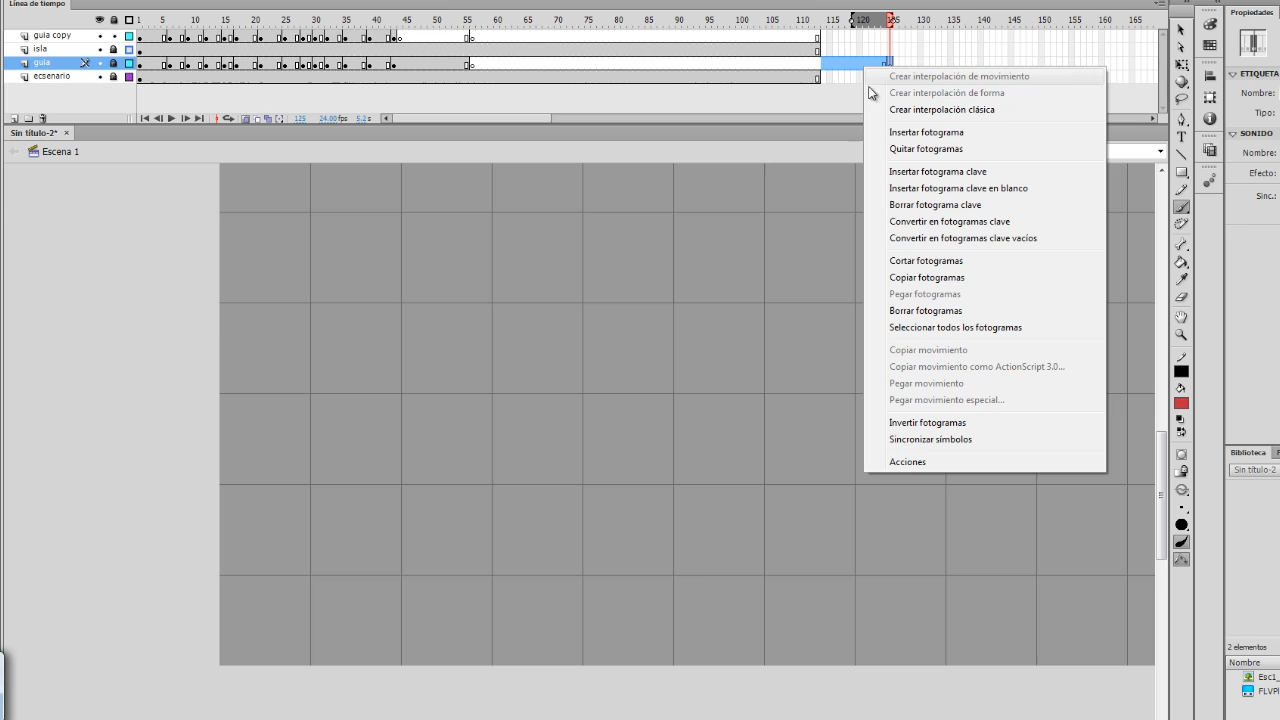 Línea de tiempo
1 5 10 15 20 25 30 35 40 45 50 55 60 65 70 75 80 85 90 95 100 105 110 115 120 125 130 135 140 145 150 155 160 165
Propiedades
guia copy
isla
guia
ecsenario
ETIQUETA
Nombre:
Tipo:
125 24.00 fps 5.2 s
Sin título-2* ×
SONIDO
Escena 1
Nombre:
Efecto:
Sinc.:
Crear interpolación de movimiento
Crear interpolación de forma
Crear interpolación clásica
Insertar fotograma
Quitar fotogramas
Insertar fotograma clave
Insertar fotograma clave en blanco
Borrar fotograma clave
Convertir en fotogramas clave
Convertir en fotogramas clave vacíos
Cortar fotogramas
Copiar fotogramas
Pegar fotogramas
Borrar fotogramas
Seleccionar todos los fotogramas
Copiar movimiento
Copiar movimiento como ActionScript 3.0...
Pegar movimiento
Pegar movimiento especial...
Invertir fotogramas
Sincronizar símbolos
Acciones
Biblioteca
Sin título-2
2 elementos
Nombre
Esc1_
FLVPl